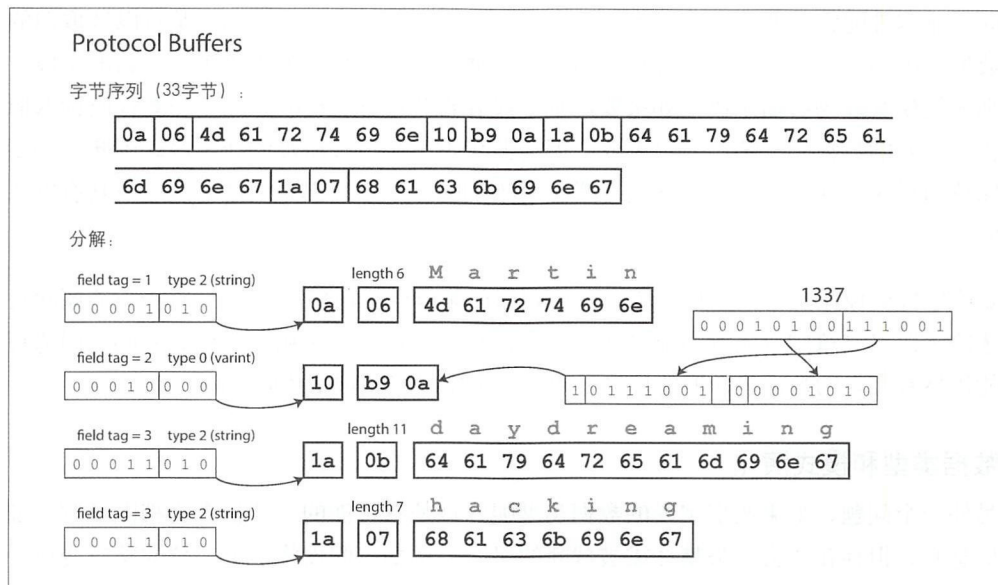 Protocol Buffers
字节序列（33字节）:
0a 06 4d 61 72 74 69 6e 10 b9 0a 1a 0b 64 61 79 64 72 65 61
6d 69 6e 67 1a 07 68 61 63 6b 69 6e 67
分解:
field tag = 1 type 2 (string) length 6 M a r t i n
0 0 0 0 1 0 1 0 0a 06 4d 61 72 74 69 6e
1337
0 0 0 1 0 1 0 0 1 1 1 0 0 1
field tag = 2 type 0 (varint)
0 0 0 1 0 0 0 0 10 b9 0a 1 0 1 1 1 0 0 1 0 0 0 0 1 0 1 0
field tag = 3 type 2 (string) length 11 d a y d r e a m i n g
0 0 0 1 1 0 1 0 1a 0b 64 61 79 64 72 65 61 6d 69 6e 67
field tag = 3 type 2 (string) length 7 h a c k i n g
0 0 0 1 1 0 1 0 1a 07 68 61 63 6b 69 6e 67